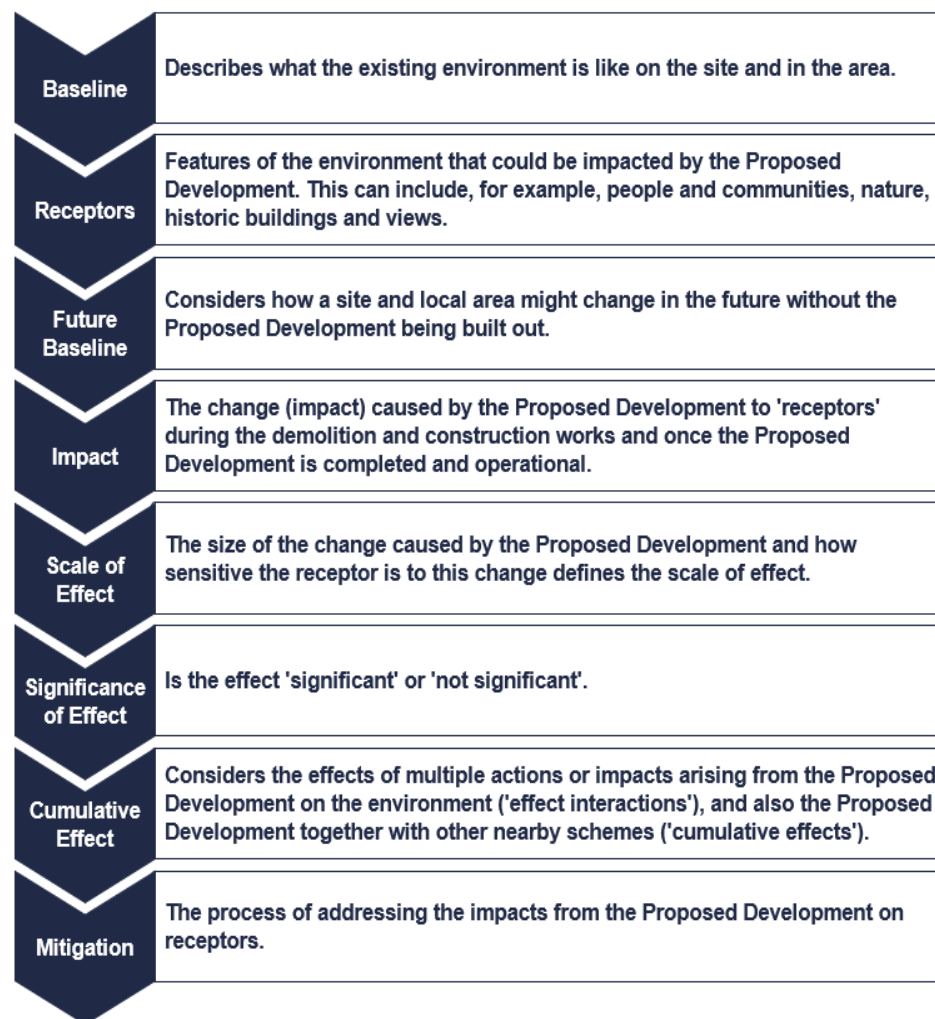 Baseline
Describes what the existing environment is like on the site and in the area.
Receptors
Features of the environment that could be impacted by the Proposed
Development. This can include, for example, people and communities, nature,
historic buildings and views.
Future
Baseline
Considers how a site and local area might change in the future without the
Proposed Development being built out.
Impact
The change (impact) caused by the Proposed Development to 'receptors'
during the demolition and construction works and once the Proposed
Development is completed and operational.
Scale of
Effect
The size of the change caused by the Proposed Development and how
sensitive the receptor is to this change defines the scale of effect.
Significance
of Effect
Is the effect 'significant' or 'not significant'.
Cumulative
Effect
Considers the effects of multiple actions or impacts arising from the Proposed
Development on the environment ('effect interactions'), and also the Proposed
Development together with other nearby schemes ('cumulative effects').
Mitigation
The process of addressing the impacts from the Proposed Development on
receptors.